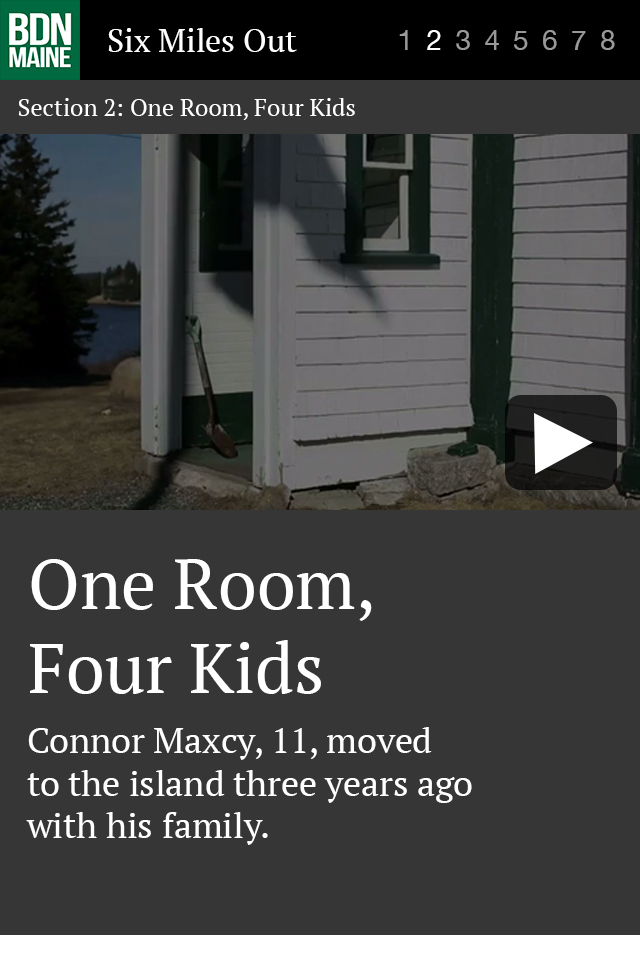 BDN
MAINE
Six Miles Out
1 2 3 4 5 6 7 8
Section 2: One Room, Four Kids
One Room,
Four Kids
Connor Maxcy, 11, moved
to the island three years ago
with his family.